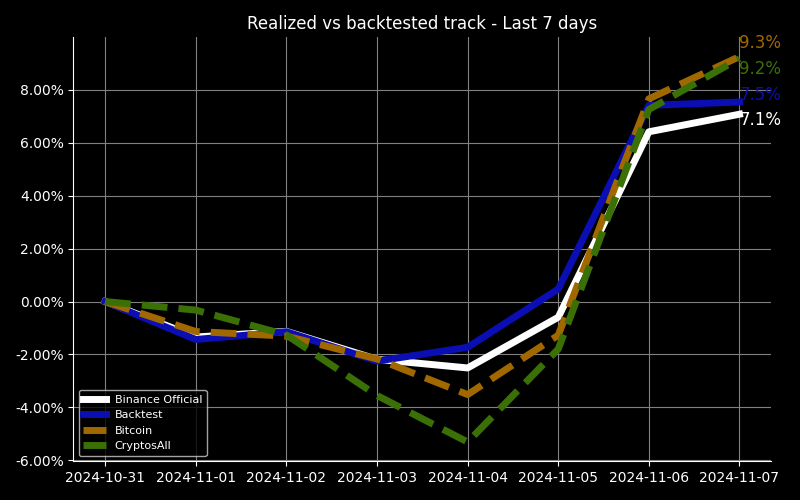 Realized vs backtested track - Last 7 days
9.3%
9.2%
7.5%
7.1%
8.00%
6.00%
4.00%
2.00%
0.00%
-2.00%
-4.00%
-6.00%
Binance Official
Backtest
Bitcoin
CryptosAll
2024-10-31 2024-11-01 2024-11-02 2024-11-03 2024-11-04 2024-11-05 2024-11-06 2024-11-07